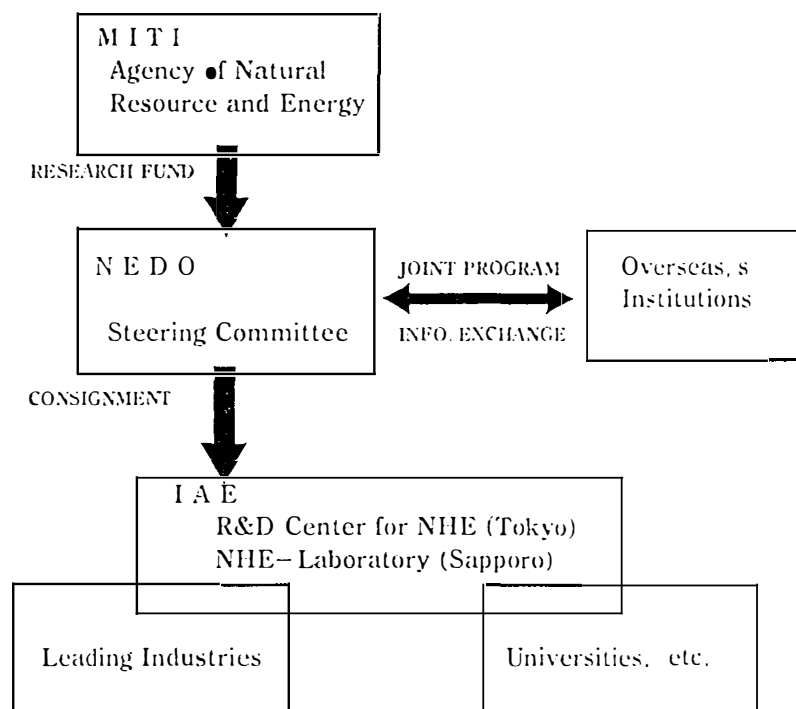 M I T I
Agency of Natural
Resource and Energy
RESEARCH FUND
N E D O
Steering Committee
JOINT PROGRAM
INFO. EXCHANGE
Overseas, s
Institutions
CONSIGNMENT
I A E
R&D Center for NHE (Tokyo)
NHE-Laboratory (Sapporo)
Leading Industries
Universities, etc.